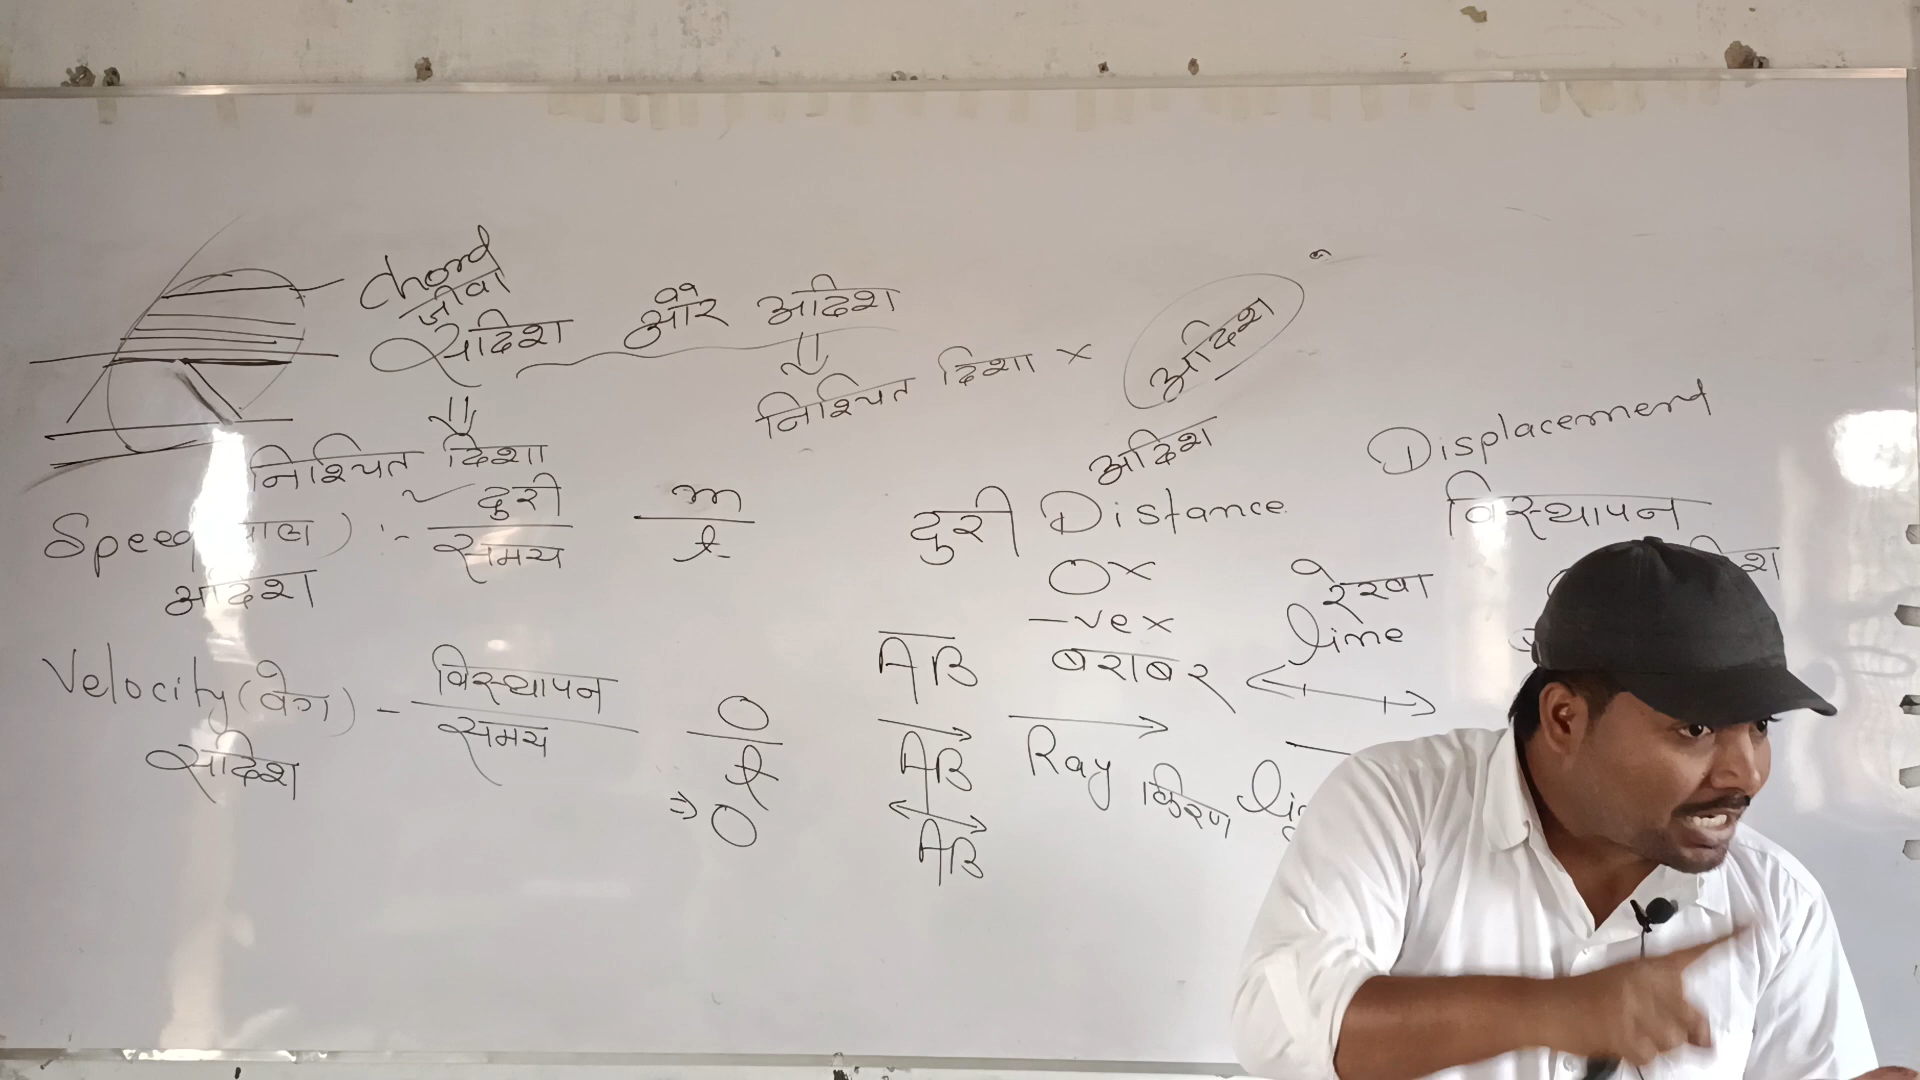 chord
जीवा
सदिश और अदिश
निश्चित दिशा ×
अदिश
निश्चित दिशा
Speed चाल) :- दुरी
समय
m
t
अदिश
Velocity (वेग) - विस्थापन
समय
सदिश
0
t
⇒ 0
अदिश
दुरी Distance
0×
-ve×
बराबर
AB
AB
AB
Ray
किरण
रेखा
line
Displacement
विस्थापन